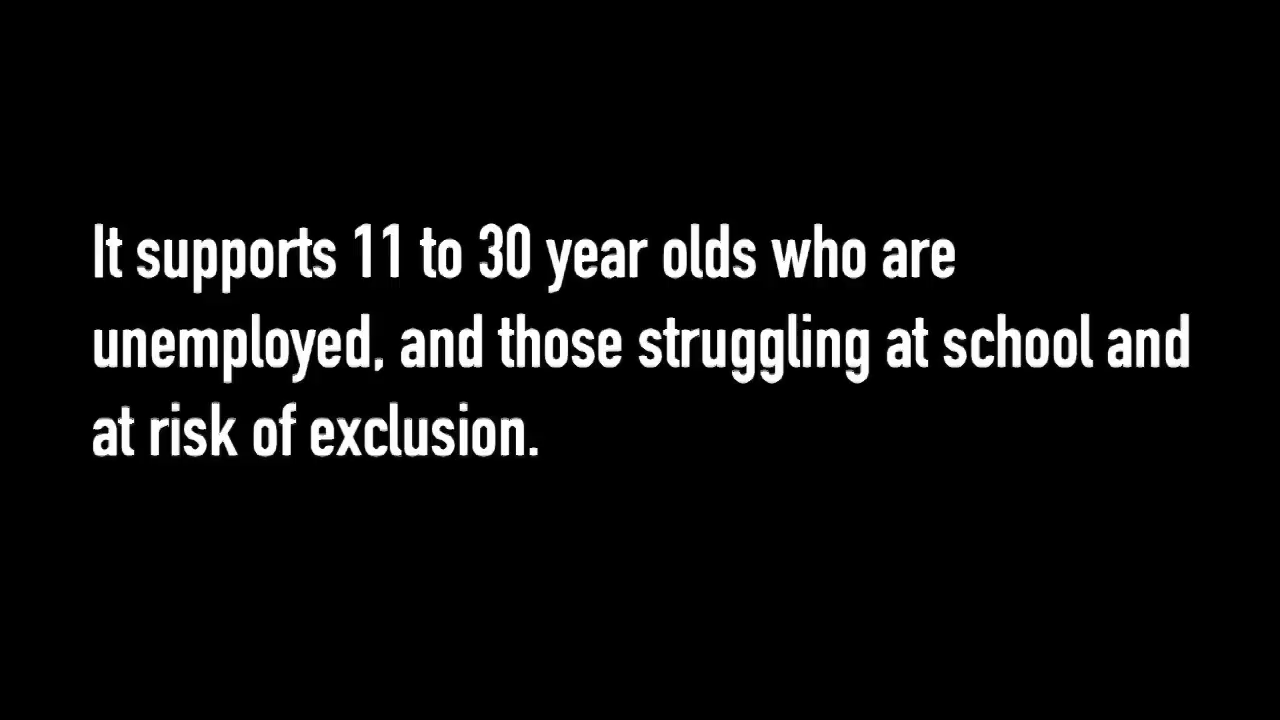 It supports 11 to 30 year olds who are
unemployed, and those struggling at school and
at risk of exclusion.